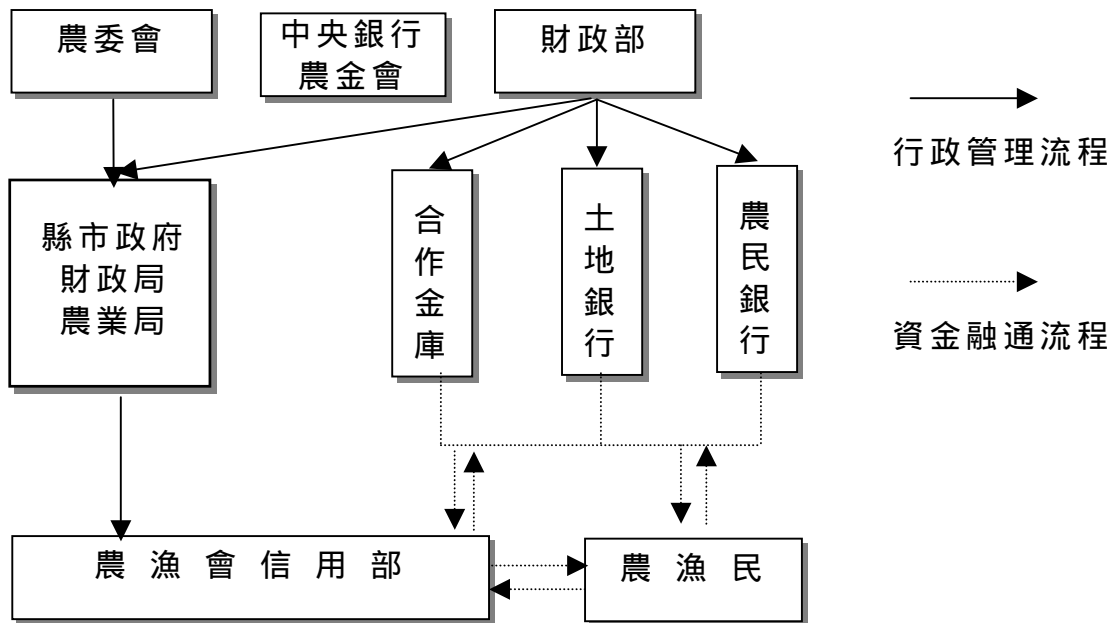 農委會
中央銀行
農金會
財政部
行政管理流程
縣市政府
財政局
農業局
合作金庫
土地銀行
農民銀行
資金融通流程
農漁會信用部
農漁民